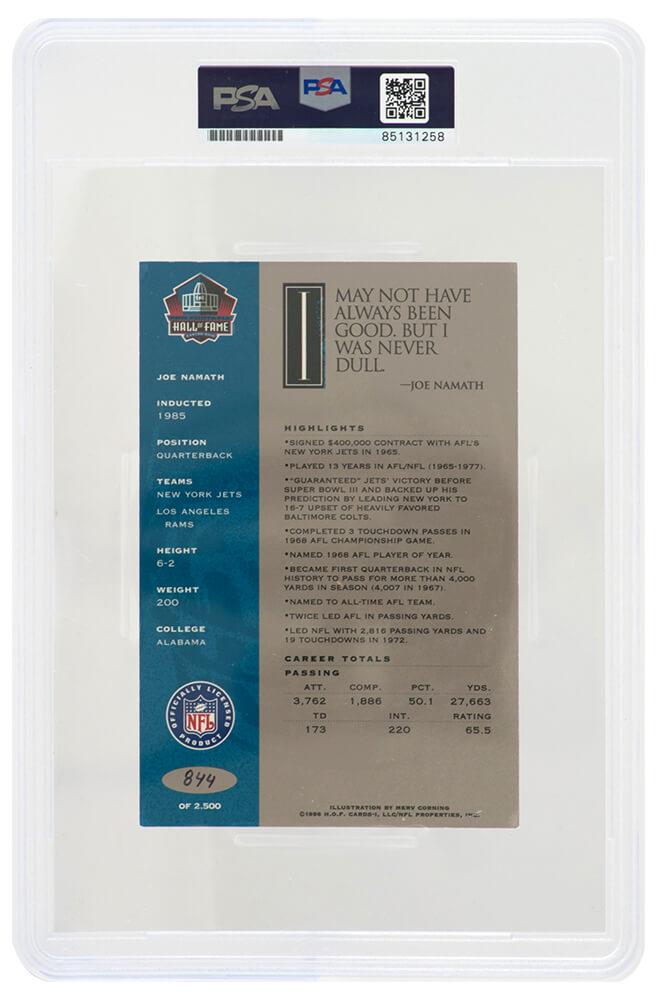 PSA
PSA
85131258
HALL OF FAME
JOE NAMATH
INDUCTED
1985
POSITION
QUARTERBACK
TEAMS
NEW YORK JETS
LOS ANGELES
RAMS
HEIGHT
6-2
WEIGHT
200
COLLEGE
ALABAMA
OFFICIALLY LICENSED
NFL
PRODUCT
844
OF 2,500
I
MAY NOT HAVE
ALWAYS BEEN
GOOD. BUT I
WAS NEVER
DULL.
—JOE NAMATH
HIGHLIGHTS
•SIGNED $400,000 CONTRACT WITH AFL'S
NEW YORK JETS IN 1965.
•PLAYED 13 YEARS IN AFL/NFL (1965-1977).
•"GUARANTEED" JETS' VICTORY BEFORE
SUPER BOWL III AND BACKED UP HIS
PREDICTION BY LEADING NEW YORK TO
16-7 UPSET OF HEAVILY FAVORED
BALTIMORE COLTS.
•COMPLETED 3 TOUCHDOWN PASSES IN
1968 AFL CHAMPIONSHIP GAME.
•NAMED 1968 AFL PLAYER OF YEAR.
•BECAME FIRST QUARTERBACK IN NFL
HISTORY TO PASS FOR MORE THAN 4,000
YARDS IN SEASON (4,007 IN 1967).
•NAMED TO ALL-TIME AFL TEAM.
•TWICE LED AFL IN PASSING YARDS.
•LED NFL WITH 2,816 PASSING YARDS AND
19 TOUCHDOWNS IN 1972.
CAREER TOTALS
PASSING
ATT. COMP. PCT. YDS.
3,762 1,886 50.1 27,663
TD INT. RATING
173 220 65.5
ILLUSTRATION BY MERV CORNING
©1996 H.O.F. CARDS-I, LLC/NFL PROPERTIES, INC.